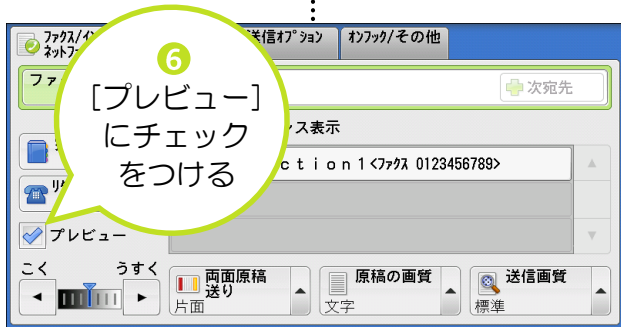 ファクス/イン
ネットファ
送信オプション
オンフック/その他
❻
[プレビュー]
にチェック
をつける
ファ
次宛先
ス表示
ction1<ファクス 0123456789>
プレビュー
こく うすく
両面原稿
送り
片面
原稿の画質
文字
送信画質
標準